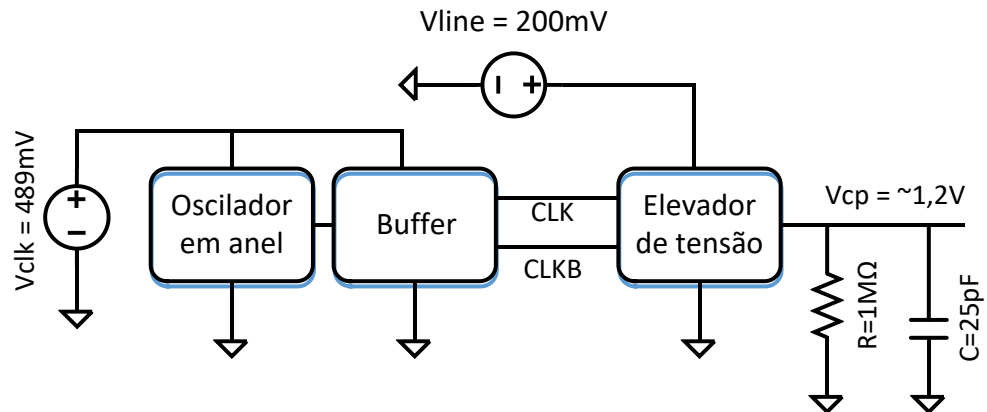 Vline = 200mV
Vclk = 489mV
Oscilador
em anel
Buffer
CLK
CLKB
Elevador
de tensão
Vcp = ~1,2V
R=1MΩ
C=25pF